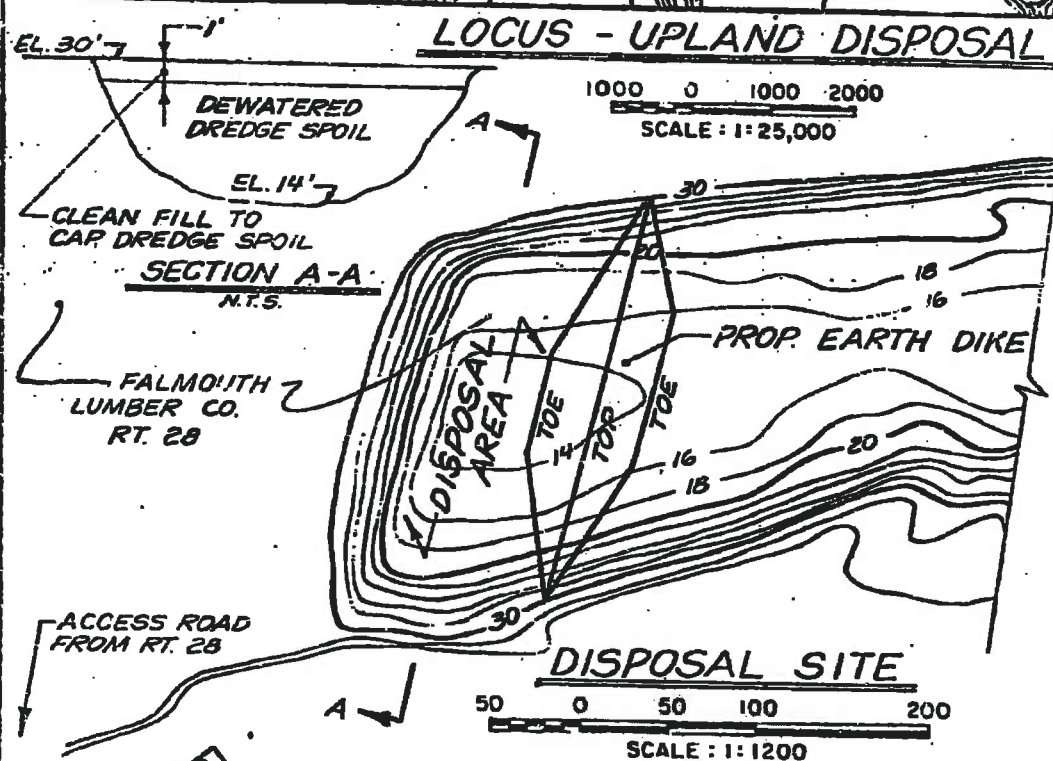 LOCUS - UPLAND DISPOSAL
1000 0 1000 2000
SCALE : 1:25,000
EL. 30'
1'
DEWATERED
DREDGE SPOIL
EL. 14'
CLEAN FILL TO
CAP DREDGE SPOIL
SECTION A-A
N.T.S.
A
30
20
18
16
PROP. EARTH DIKE
FALMOUTH
LUMBER CO.
RT. 28
DISPOSAL
AREA
TOE
TOP
TOE
14
16
18
20
30
ACCESS ROAD
FROM RT. 28
A
DISPOSAL SITE
50 0 50 100 200
SCALE : 1:1200